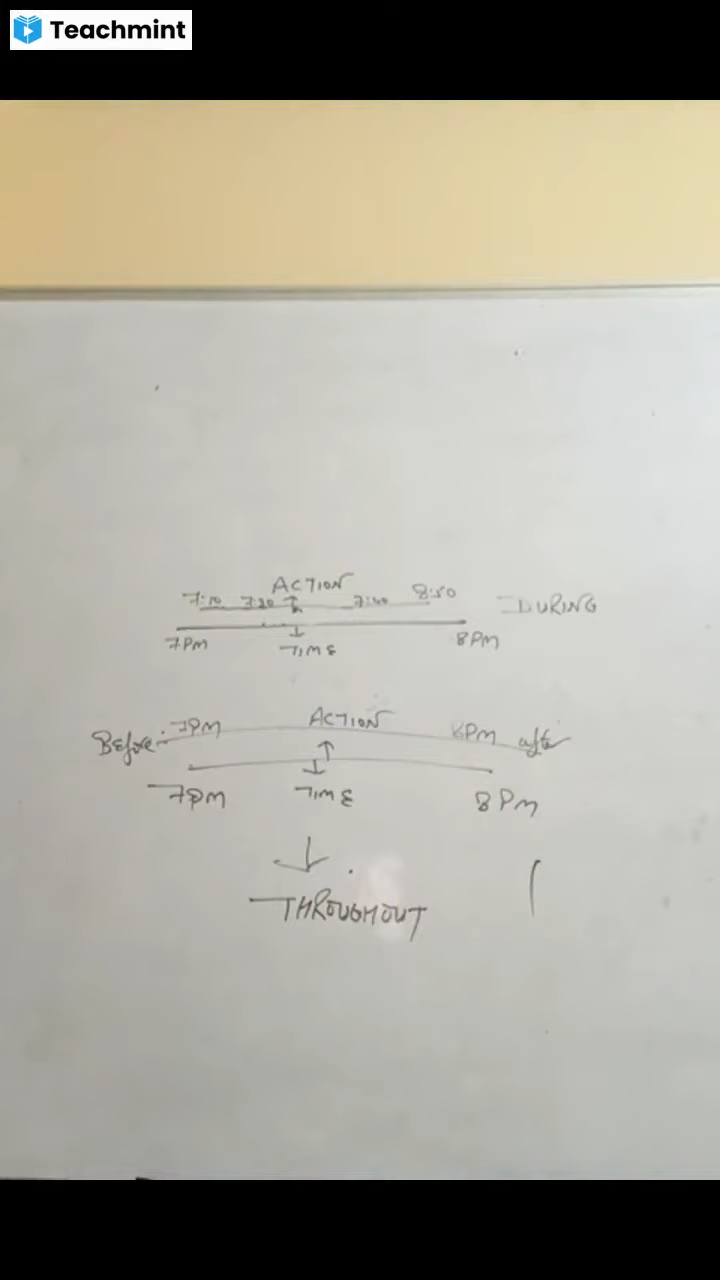 Teachmint
ACTION
7:10 7:20 7:40 8:50
= DURING
7PM TIME 8PM
Before 7PM ACTION 8PM after
7PM TIME 8PM
THROUGHOUT